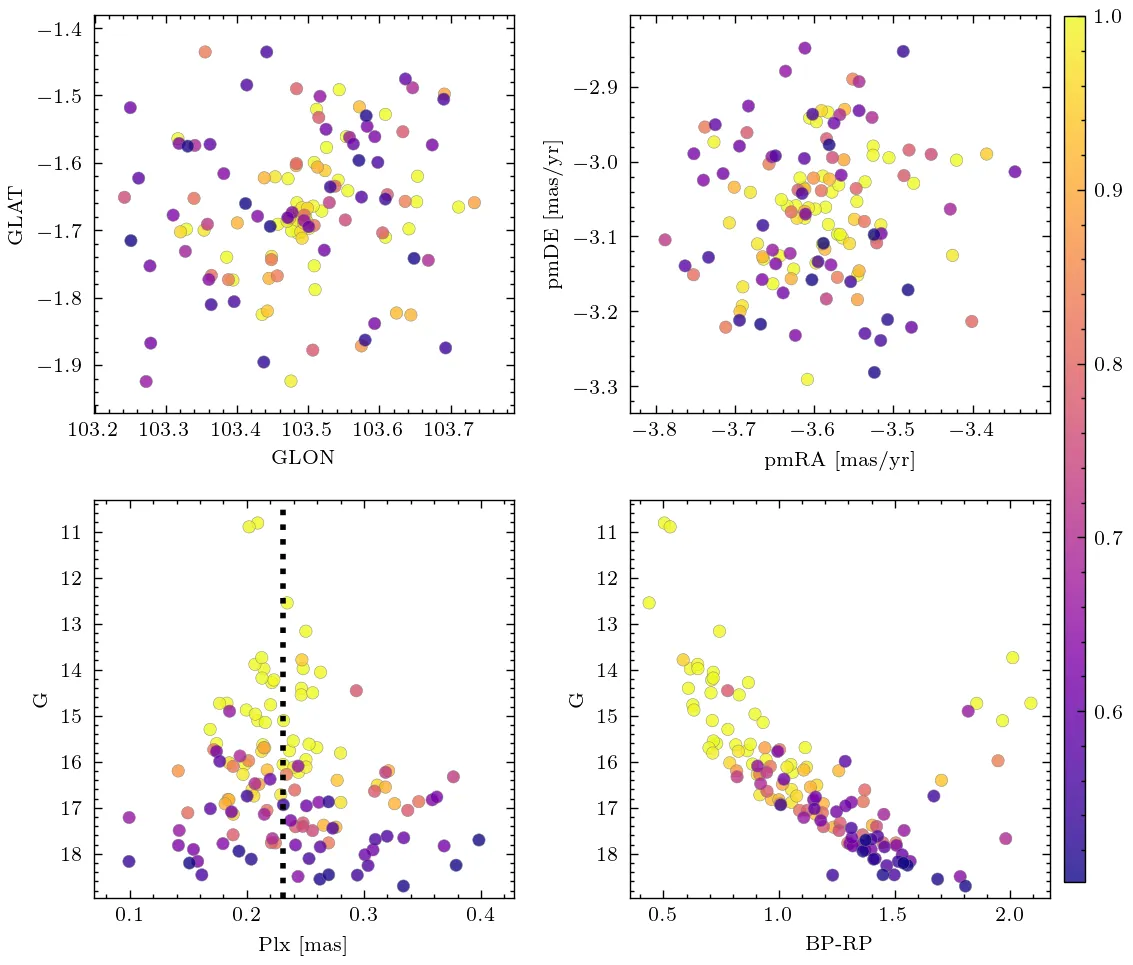 −1.4
−1.5
−1.6
−1.7
−1.8
−1.9
GLAT
103.2 103.3 103.4 103.5 103.6 103.7
GLON
−2.9
−3.0
−3.1
−3.2
−3.3
pmDE [mas/yr]
−3.8 −3.7 −3.6 −3.5 −3.4
pmRA [mas/yr]
1.0
0.9
0.8
0.7
0.6
11
12
13
14
15
16
17
18
G
0.1 0.2 0.3 0.4
Plx [mas]
11
12
13
14
15
16
17
18
G
0.5 1.0 1.5 2.0
BP-RP